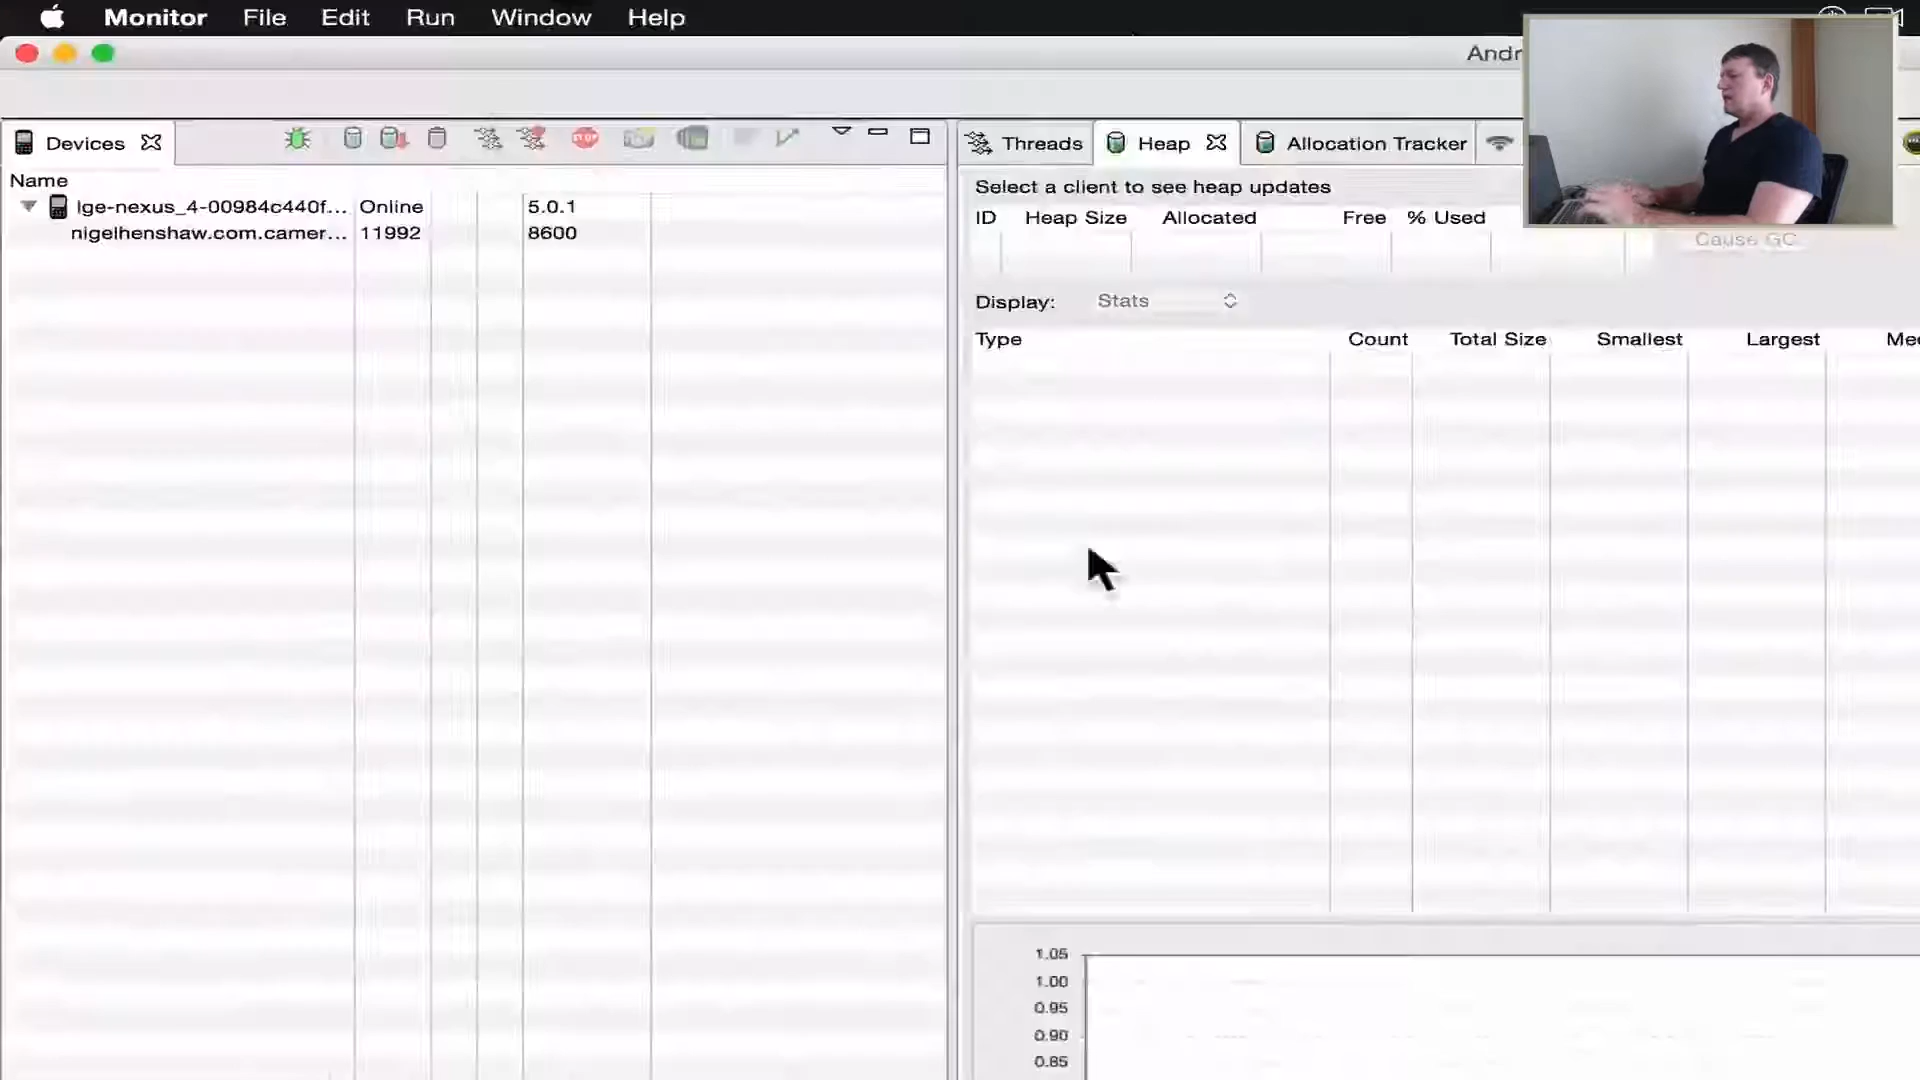 Monitor File Edit Run Window Help
Andr
Devices
Name
lge-nexus_4-00984c440f... Online 5.0.1
nigelhenshaw.com.camer... 11992 8600
STOP
Threads Heap Allocation Tracker
Select a client to see heap updates
ID Heap Size Allocated Free % Used
Cause GC
Display: Stats
Type Count Total Size Smallest Largest Med
1.05
1.00
0.95
0.90
0.85